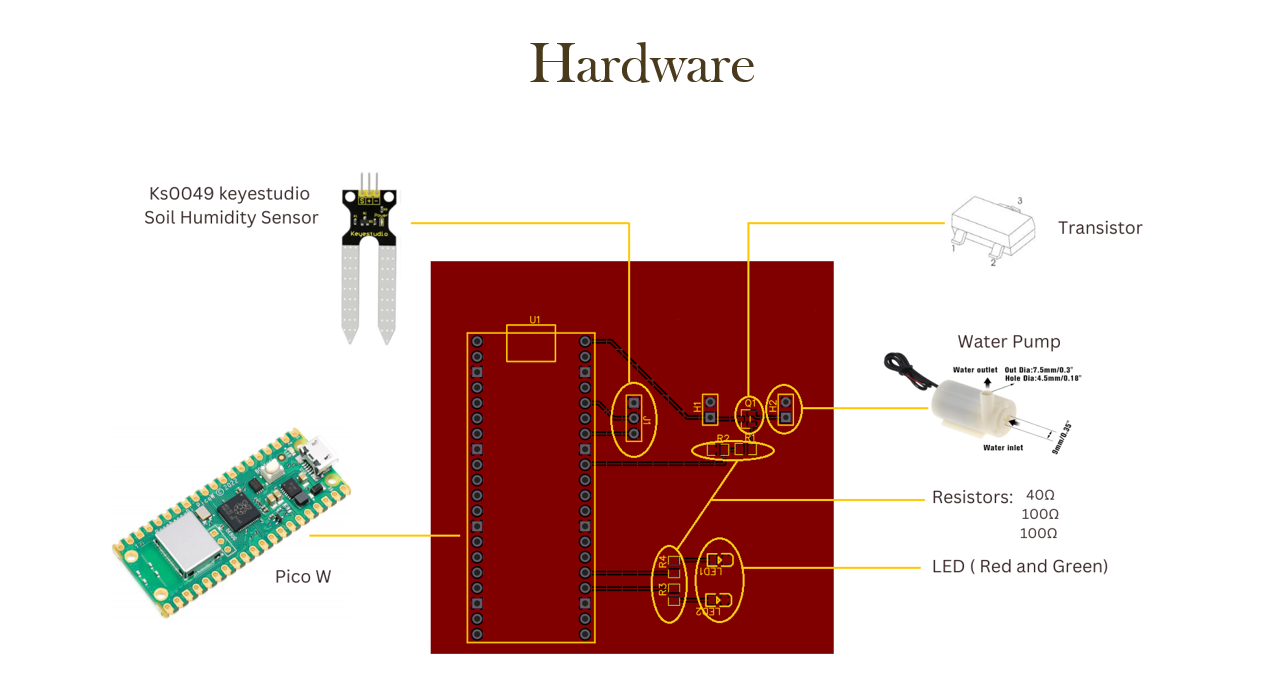 Hardware
Ks0049 keyestudio
Soil Humidity Sensor
Keyestudio
3
1
2
Transistor
Water Pump
Water outlet
Out Dia:7.5mm/0.3"
Hole Dia:4.5mm/0.18"
9mm/0.35"
Water inlet
U1
J1
H1
Q1
H2
R2
R1
R4
R3
LED1
LED2
Pico W
Resistors: 40Ω
100Ω
100Ω
LED ( Red and Green)